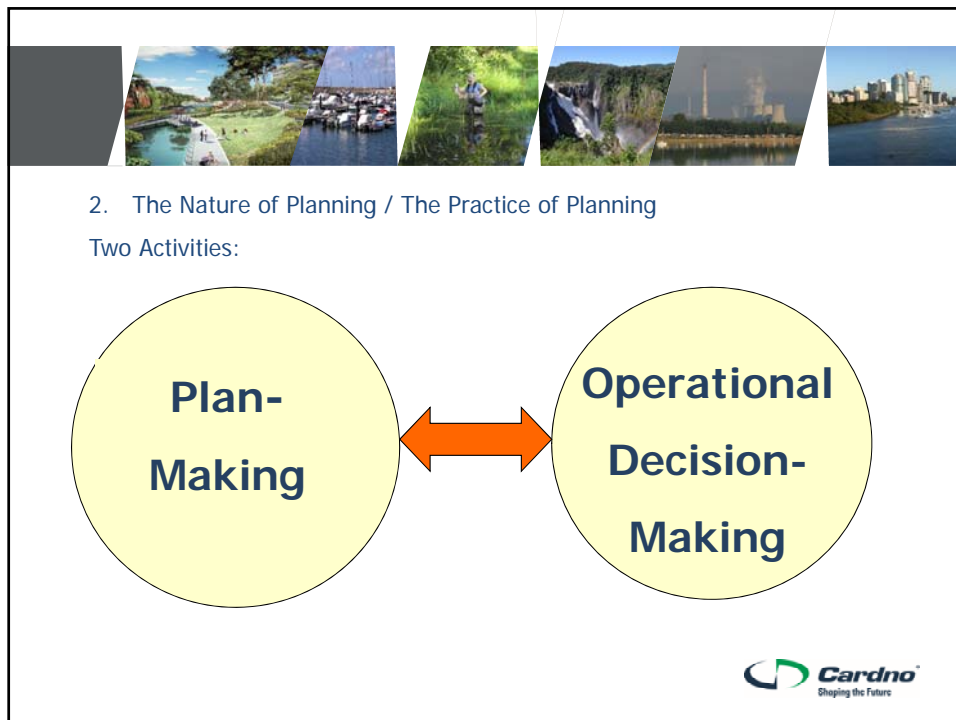 2. The Nature of Planning / The Practice of Planning
Two Activities:
Plan-
Making
Operational
Decision-
Making
Cardno
Shaping the Future